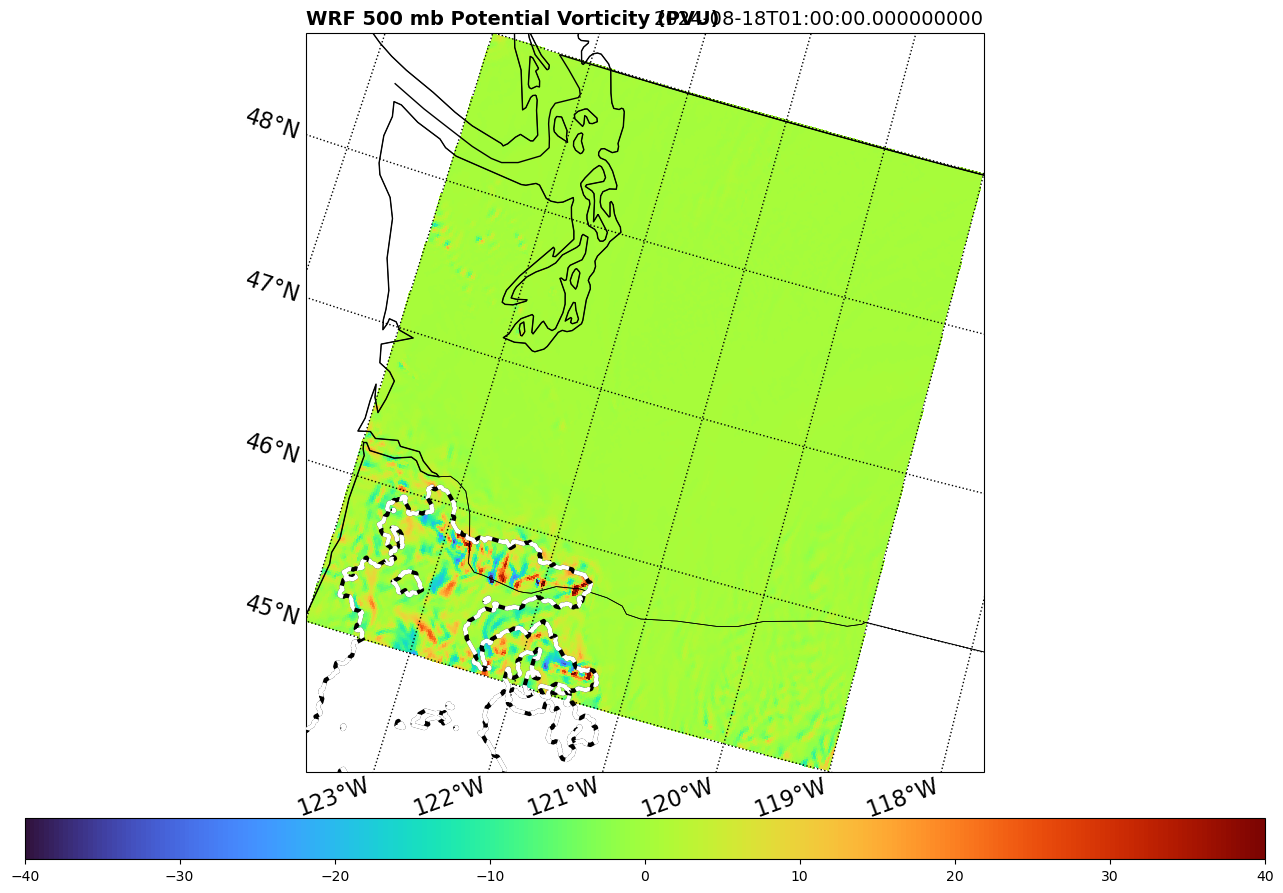 WRF 500 mb Potential Vorticity (PVU)
2024-08-18T01:00:00.000000000
48°N
47°N
46°N
45°N
123°W
122°W
121°W
120°W
119°W
118°W
−40
−30
−20
−10
0
10
20
30
40